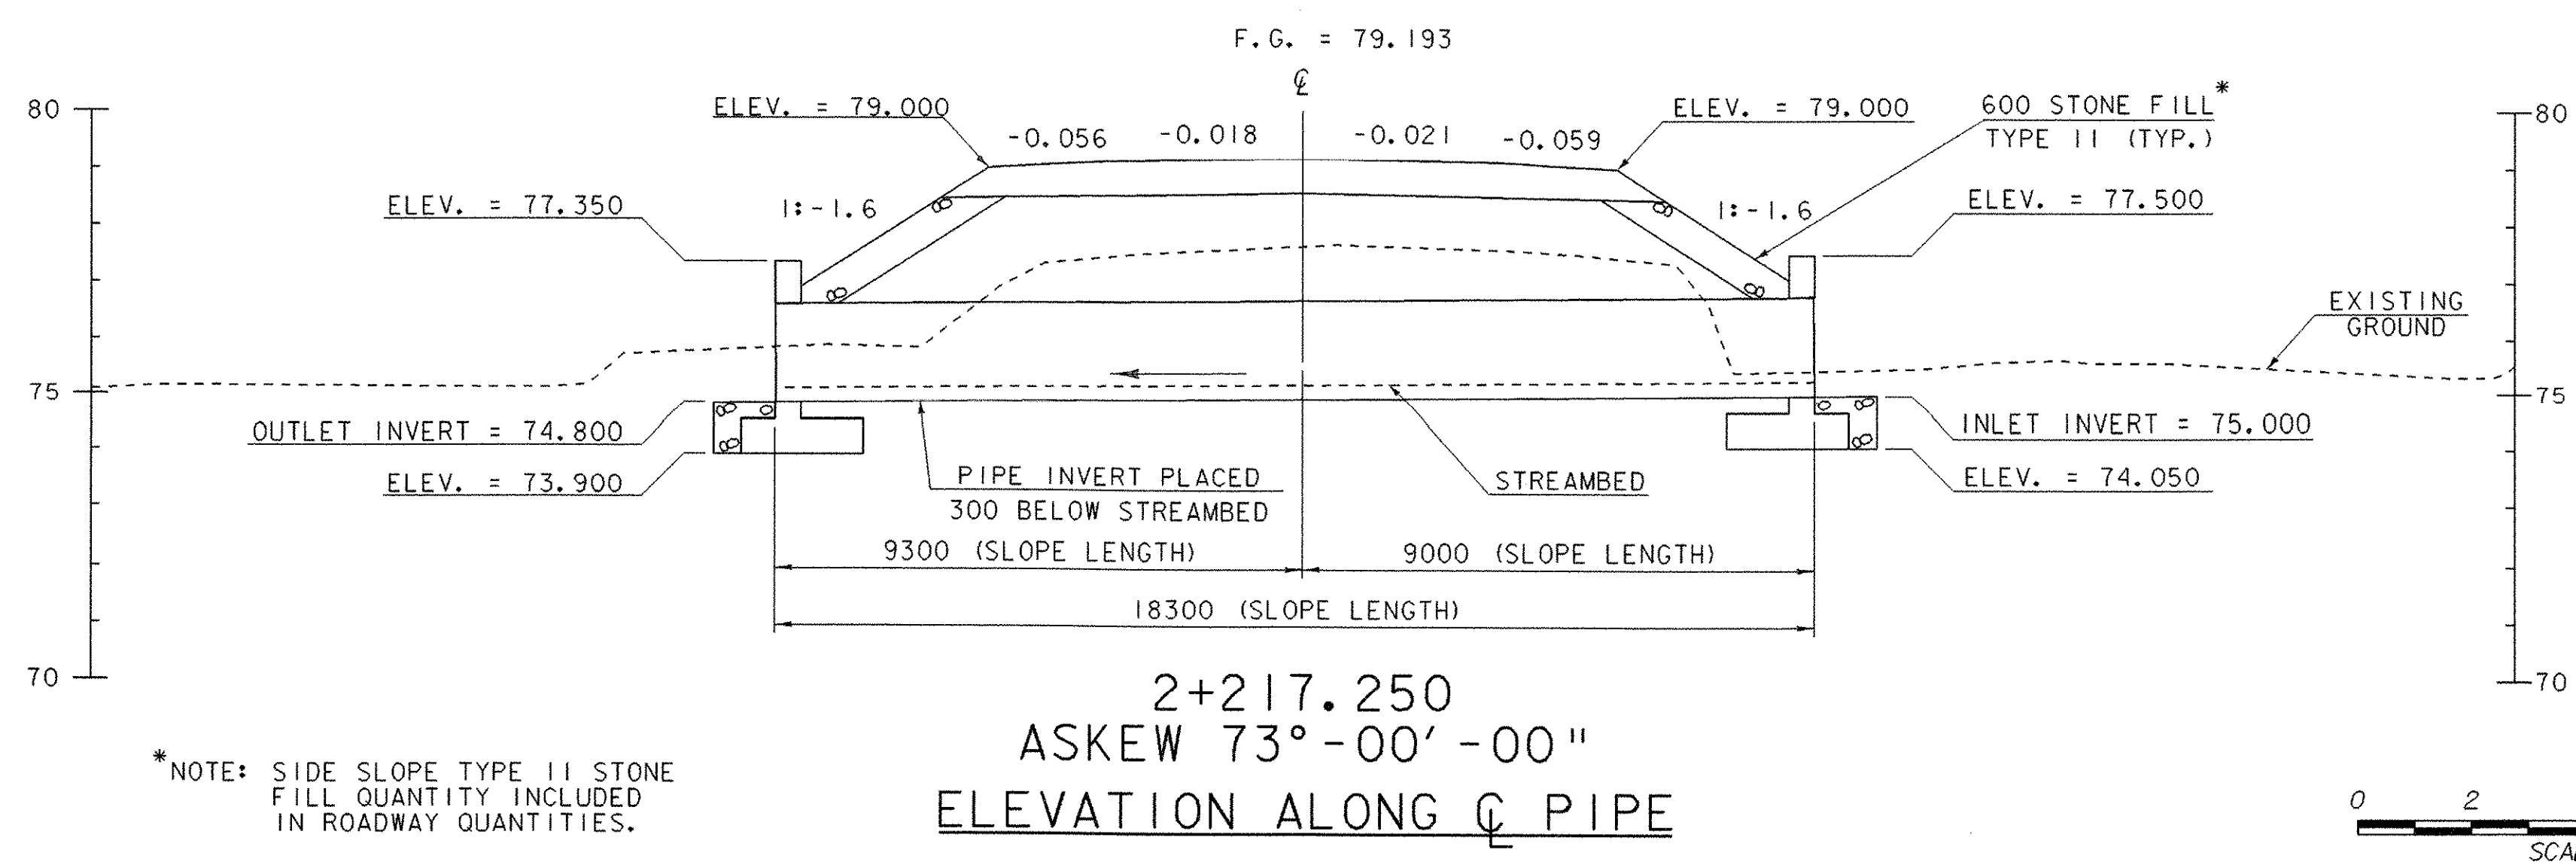 F.G. = 79.193
℄
80
ELEV. = 79.000
ELEV. = 79.000
600 STONE FILL*
TYPE II (TYP.)
80
-0.056 -0.018 -0.021 -0.059
ELEV. = 77.350
1:-1.6
1:-1.6
ELEV. = 77.500
EXISTING
GROUND
75
75
OUTLET INVERT = 74.800
INLET INVERT = 75.000
ELEV. = 73.900
PIPE INVERT PLACED
300 BELOW STREAMBED
STREAMBED
ELEV. = 74.050
9300 (SLOPE LENGTH)
9000 (SLOPE LENGTH)
18300 (SLOPE LENGTH)
70
70
2+217.250
ASKEW 73°-00'-00"
ELEVATION ALONG ℄ PIPE
*NOTE: SIDE SLOPE TYPE II STONE
FILL QUANTITY INCLUDED
IN ROADWAY QUANTITIES.
0 2